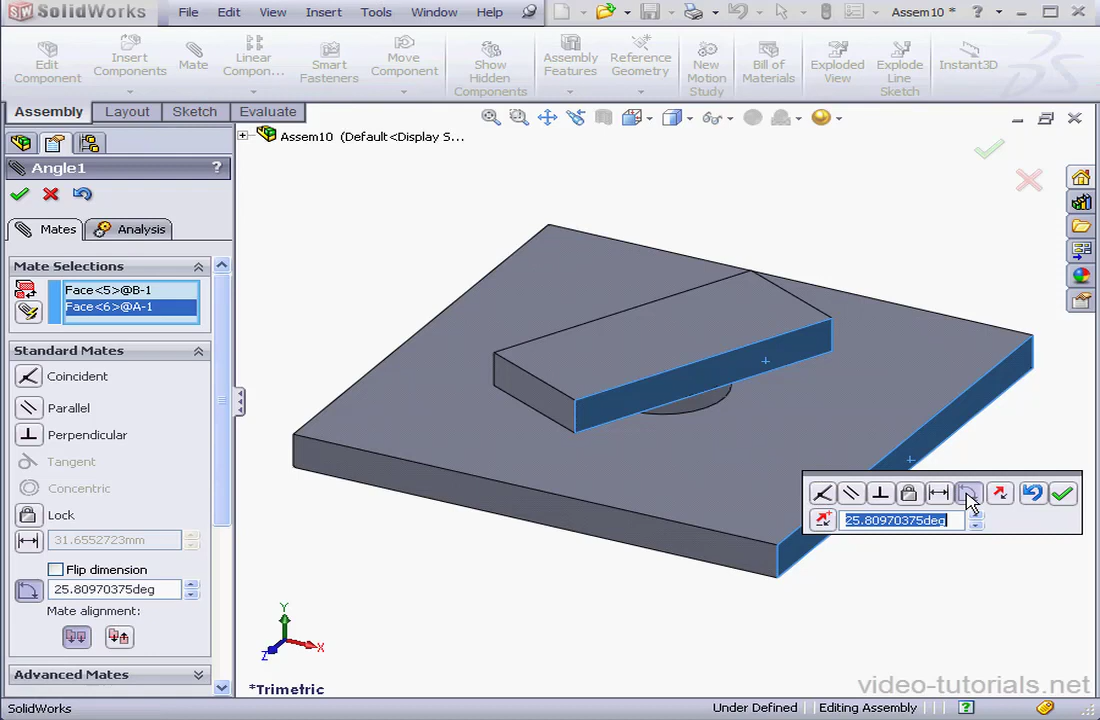 SolidWorks File Edit View Insert Tools Window Help Assem10 * ?
Edit Component
Insert Components
Mate
Linear Compon...
Smart Fasteners
Move Component
Show Hidden Components
Assembly Features
Reference Geometry
New Motion Study
Bill of Materials
Exploded View
Explode Line Sketch
Instant3D
Assembly Layout Sketch Evaluate
Assem10 (Default<Display S...
Angle1 ?
Mates Analysis
Mate Selections
Face<5>@B-1
Face<6>@A-1
Standard Mates
Coincident
Parallel
Perpendicular
Tangent
Concentric
Lock
31.6552723mm
Flip dimension
25.80970375deg
Mate alignment:
Advanced Mates
25.80970375deg
Y
X
Z
*Trimetric
video-tutorials.net
SolidWorks Under Defined Editing Assembly ?